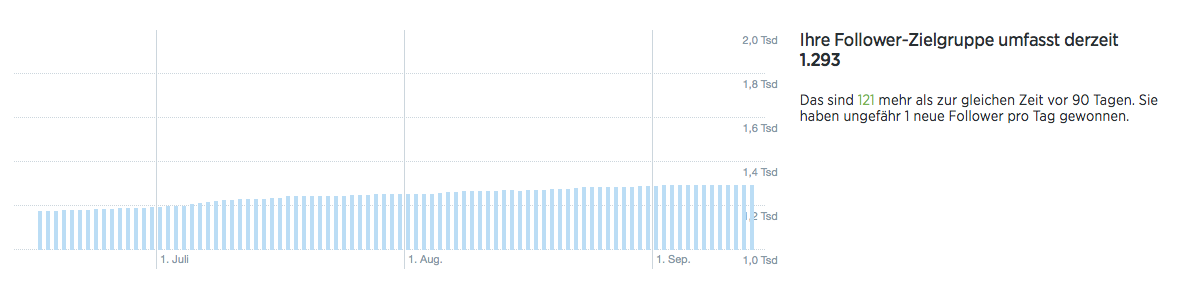 2,0 Tsd
1,8 Tsd
1,6 Tsd
1,4 Tsd
1,2 Tsd
1,0 Tsd
1. Juli
1. Aug.
1. Sep.
Ihre Follower-Zielgruppe umfasst derzeit
1.293
Das sind 121 mehr als zur gleichen Zeit vor 90 Tagen. Sie
haben ungefähr 1 neue Follower pro Tag gewonnen.